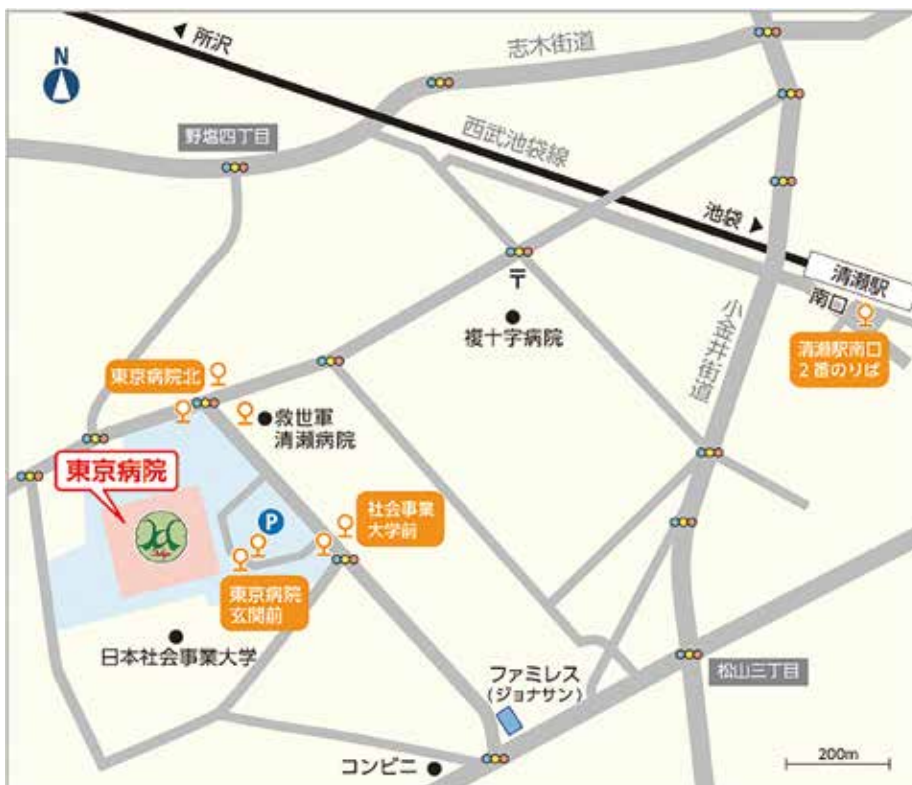 N
所沢
志木街道
野塩四丁目
西武池袋線
池袋
清瀬駅
南口
清瀬駅南口
2番のりば
〒
複十字病院
小金井街道
東京病院北
救世軍
清瀬病院
東京病院
P
社会事業
大学前
東京病院
玄関前
日本社会事業大学
ファミレス
(ジョナサン)
松山三丁目
コンビニ
200m